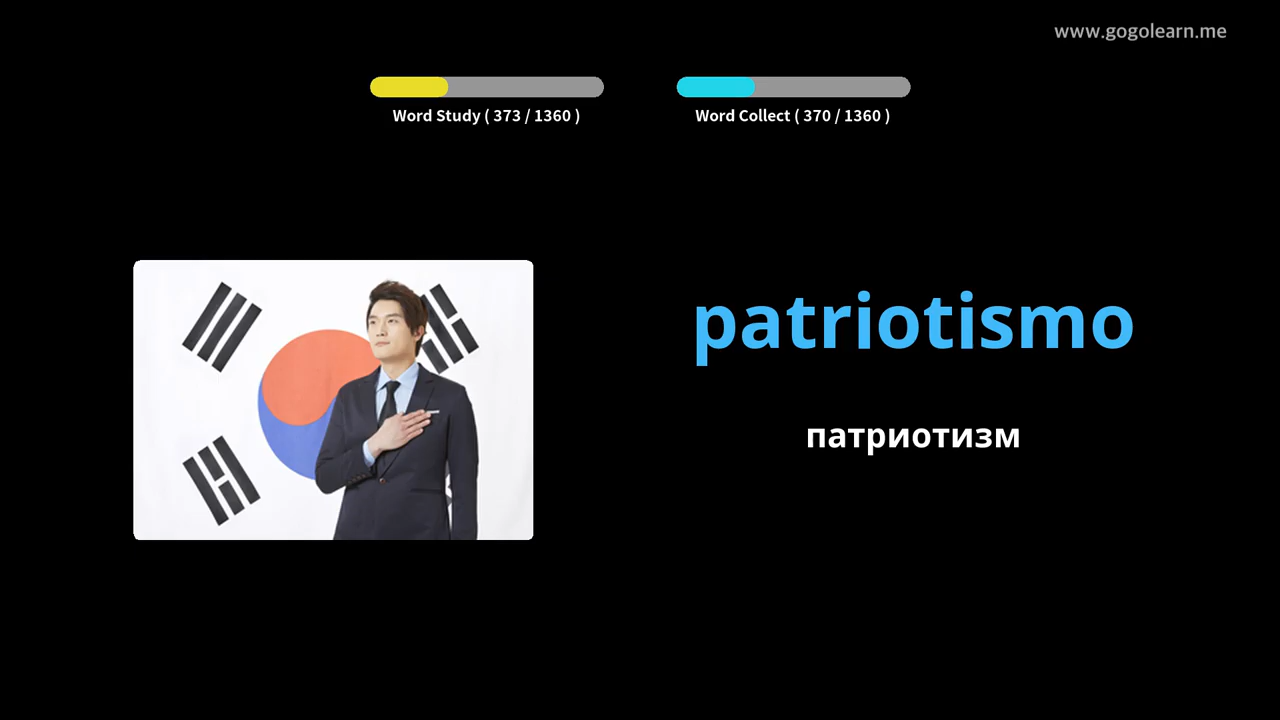 www.gogolearn.me
Word Study ( 373 / 1360 )
Word Collect ( 370 / 1360 )
patriotismo
патриотизм